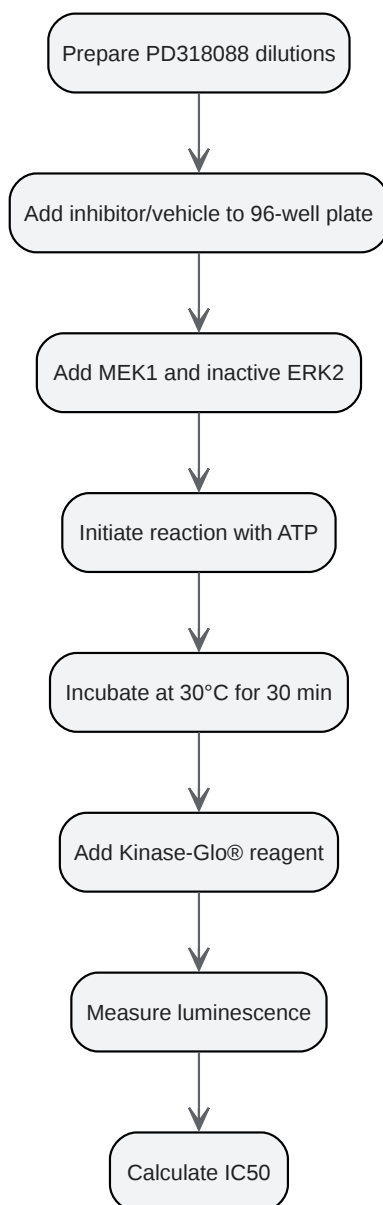 Prepare PD318088 dilutions
Add inhibitor/vehicle to 96-well plate
Add MEK1 and inactive ERK2
Initiate reaction with ATP
Incubate at 30°C for 30 min
Add Kinase-Glo® reagent
Measure luminescence
Calculate IC50